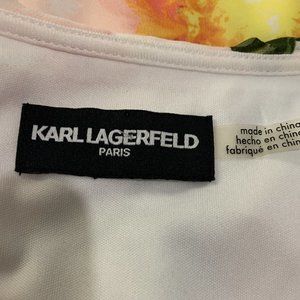 KARL LAGERFELD
PARIS
made in china
hecho en china
fabriqué en chine